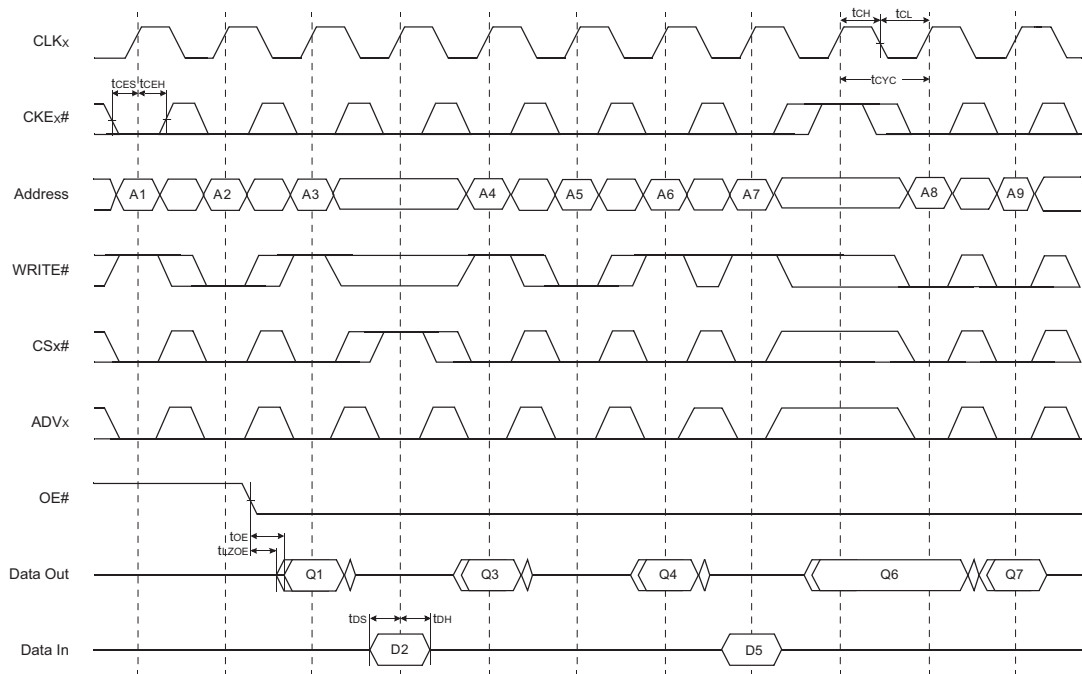 tCH tCL
CLKx
tCYC
tCES tCEH
CKEx#
Address A1 A2 A3 A4 A5 A6 A7 A8 A9
WRITE#
CSx#
ADVx
OE#
tOE
tLZOE
Data Out Q1 Q3 Q4 Q6 Q7
tDS tDH
Data In D2 D5